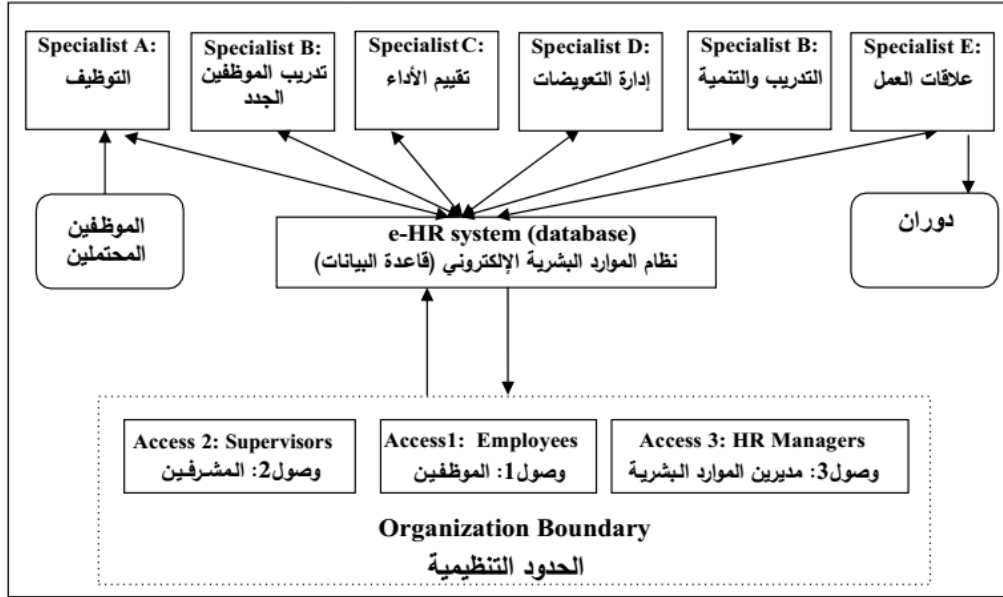 Specialist A:
التوظيف
Specialist B:
تدريب الموظفين
الجدد
Specialist C:
تقييم الأداء
Specialist D:
إدارة التعويضات
Specialist B:
التدريب والتنمية
Specialist E:
علاقات العمل
الموظفين
المحتملين
e-HR system (database)
نظام الموارد البشرية الإلكتروني (قاعدة البيانات)
دوران
Access 2: Supervisors
وصول2: المشرفين
Access1: Employees
وصول1: الموظفين
Access 3: HR Managers
وصول3: مديرين الموارد البشرية
Organization Boundary
الحدود التنظيمية